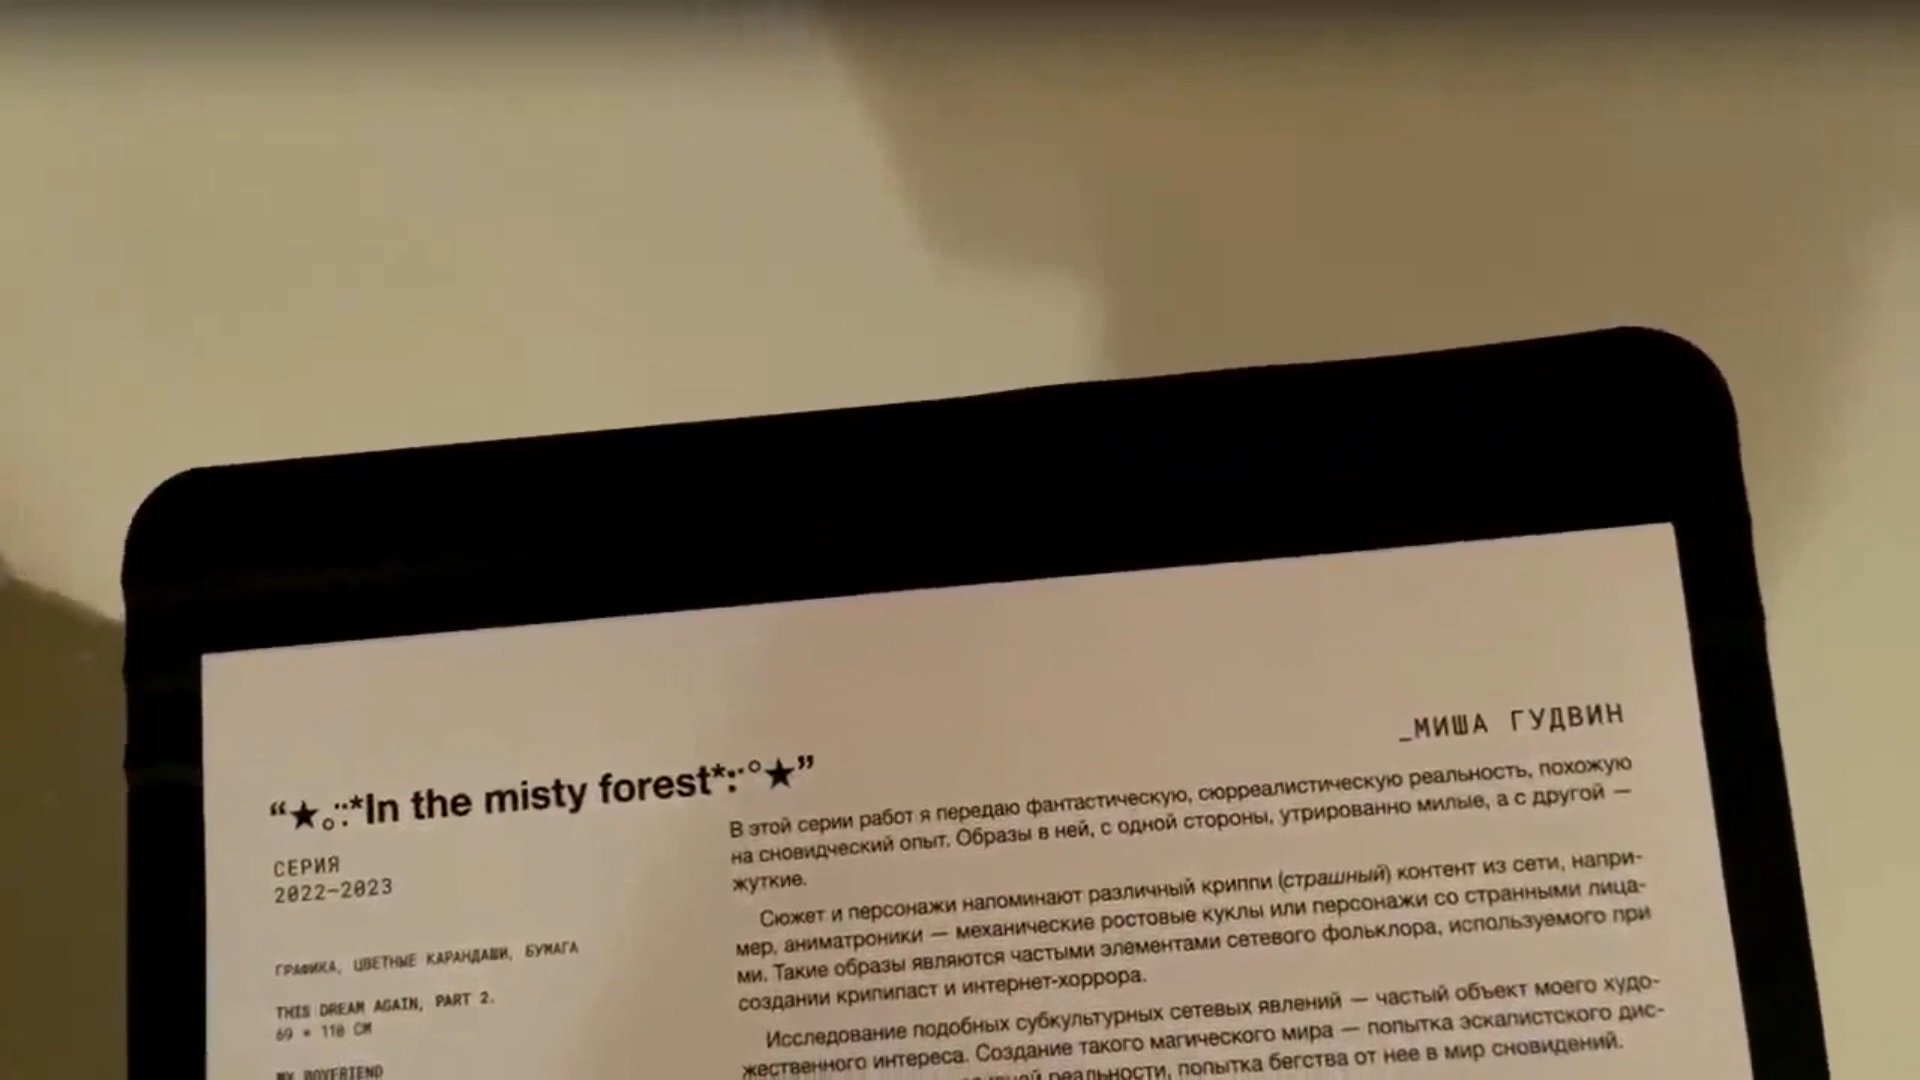 _МИША ГУДВИН
“★｡.::*In the misty forest*:.·°★”
СЕРИЯ
2022–2023
ГРАФИКА, ЦВЕТНЫЕ КАРАНДАШИ, БУМАГА
THIS DREAM AGAIN, PART 2.
69 * 110 СМ
MY BOYFRIEND
В этой серии работ я передаю фантастическую, сюрреалистическую реальность, похожую
на сновидческий опыт. Образы в ней, с одной стороны, утрированно милые, а с другой —
жуткие.
Сюжет и персонажи напоминают различный криппи (страшный) контент из сети, напри-
мер, аниматроники — механические ростовые куклы или персонажи со странными лица-
ми. Такие образы являются частыми элементами сетевого фольклора, используемого при
создании крипипаст и интернет-хоррора.
Исследование подобных субкультурных сетевых явлений — частый объект моего худо-
жественного интереса. Создание такого магического мира — попытка эскапистского дис-
реальности, попытка бегства от нее в мир сновидений.